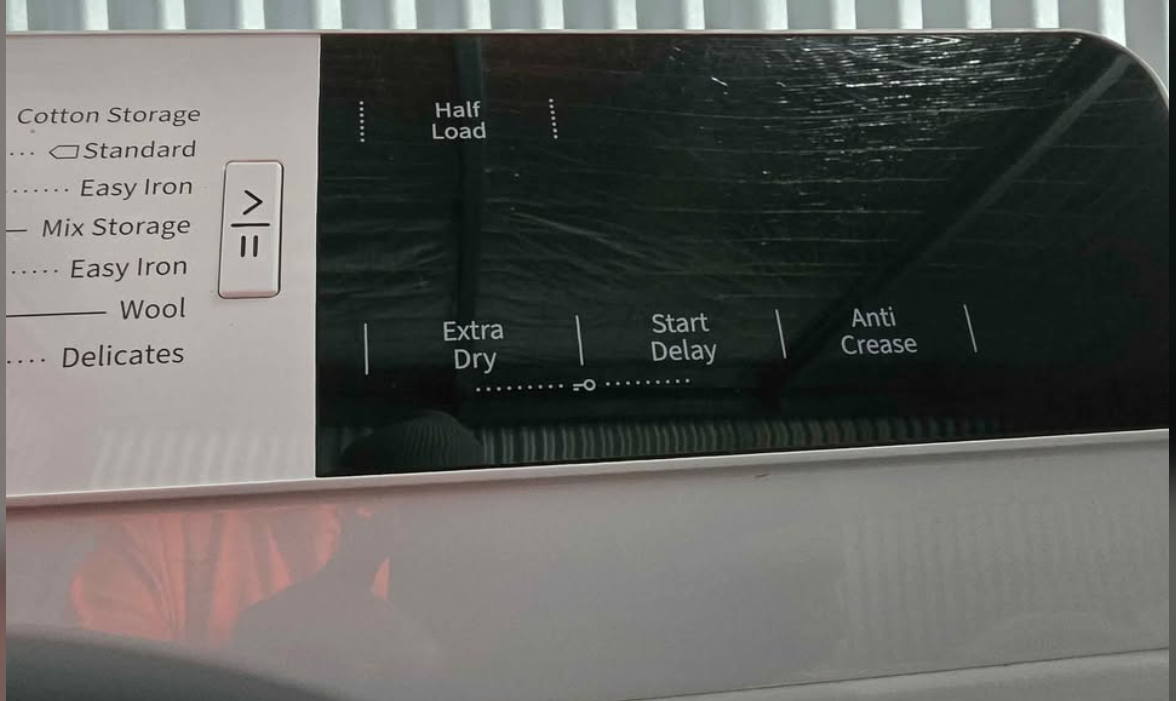 Cotton Storage
Standard
Easy Iron
Mix Storage
Easy Iron
Wool
Delicates
Half
Load
Extra
Dry
Start
Delay
Anti
Crease